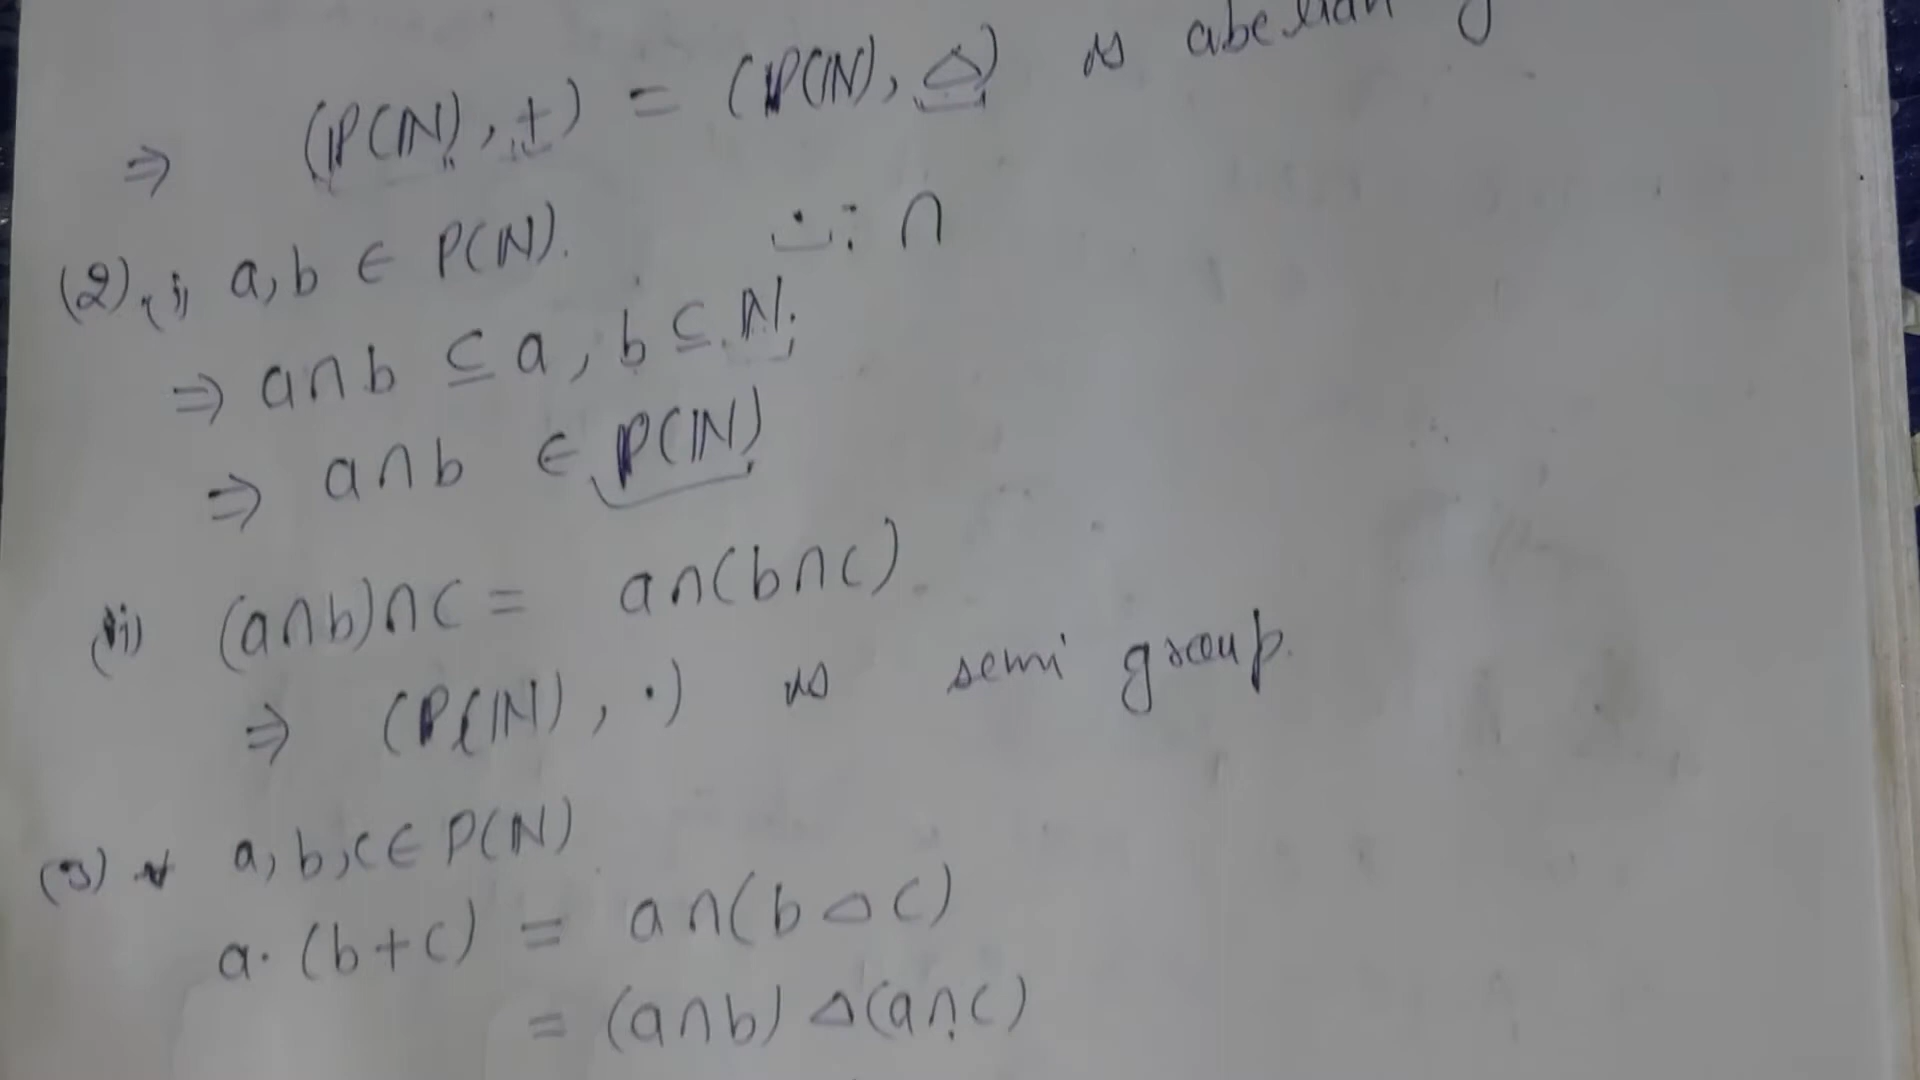 ⇒ (P(N), +) = (P(N), △) is abelian
(2) (i) a, b ∈ P(N). · : ∩
⇒ a∩b ⊆ a, b ⊆ N.
⇒ a∩b ∈ P(N)
(ii) (a∩b)∩c = a∩(b∩c).
⇒ (P(N), ·) is semi group.
(3) ∀ a, b, c ∈ P(N)
a·(b+c) = a∩(b△c)
= (a∩b) △ (a∩c)